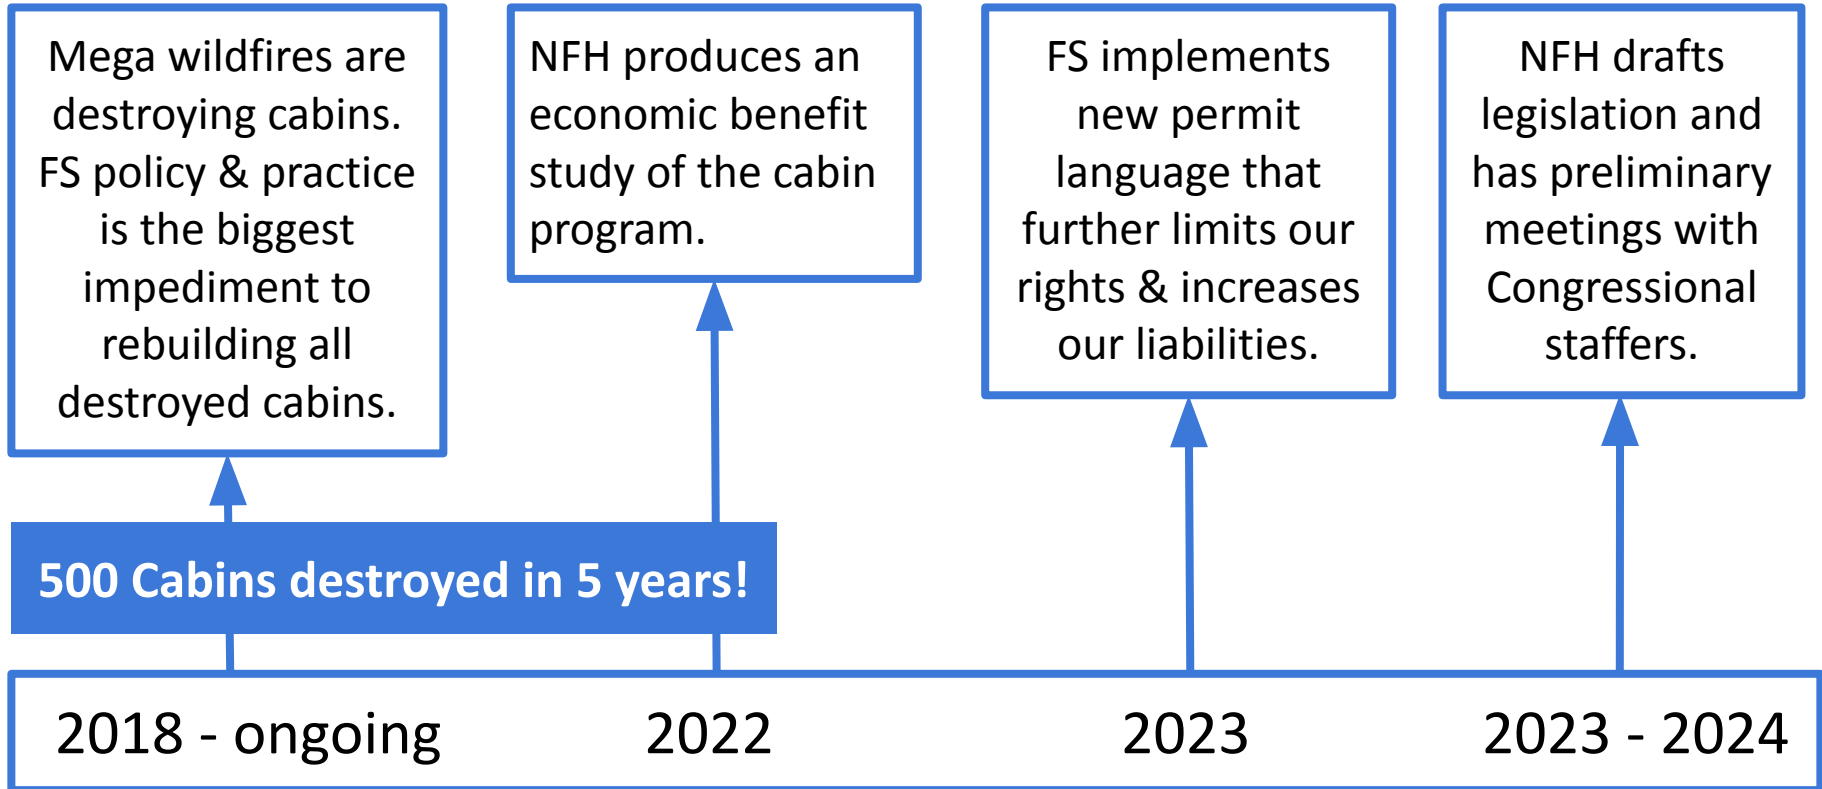 Mega wildfires are
destroying cabins.
FS policy & practice
is the biggest
impediment to
rebuilding all
destroyed cabins.
NFH produces an
economic benefit
study of the cabin
program.
FS implements
new permit
language that
further limits our
rights & increases
our liabilities.
NFH drafts
legislation and
has preliminary
meetings with
Congressional
staffers.
500 Cabins destroyed in 5 years!
2018 - ongoing
2022
2023
2023 - 2024